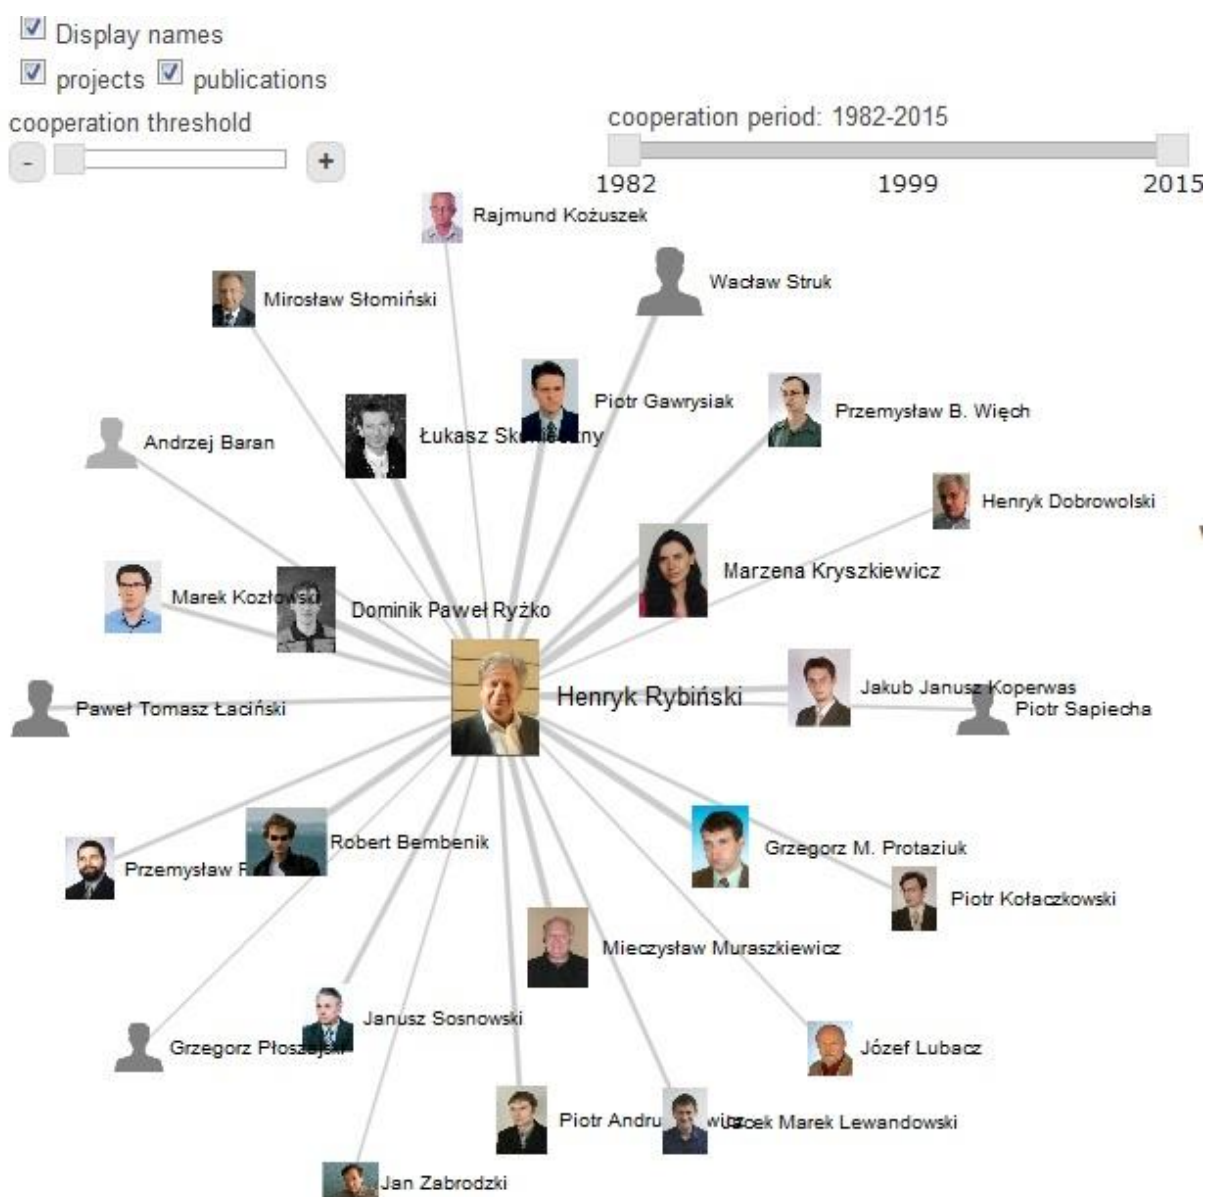 Display names
projects publications
cooperation threshold
cooperation period: 1982-2015
- +
1982 1999 2015
Rajmund Kożuszek
Wacław Struk
Mirosław Słomiński
Piotr Gawrysiak
Przemysław B. Więch
Łukasz
Andrzej Baran
Henryk Dobrowolski
Marzena Kryszkiewicz
Marek Kozłowski
Dominik Paweł Ryżko
Henryk Rybiński
Jakub Janusz Koperwas
Paweł Tomasz Łaciński
Piotr Sapiecha
Robert Bembenik
Grzegorz M. Protaziuk
Przemysław
Piotr Kołaczkowski
Mieczysław Muraszkiewicz
Janusz Sosnowski
Grzegorz Płoszajski
Józef Lubacz
Piotr
Jacek Marek Lewandowski
Jan Zabrodzki